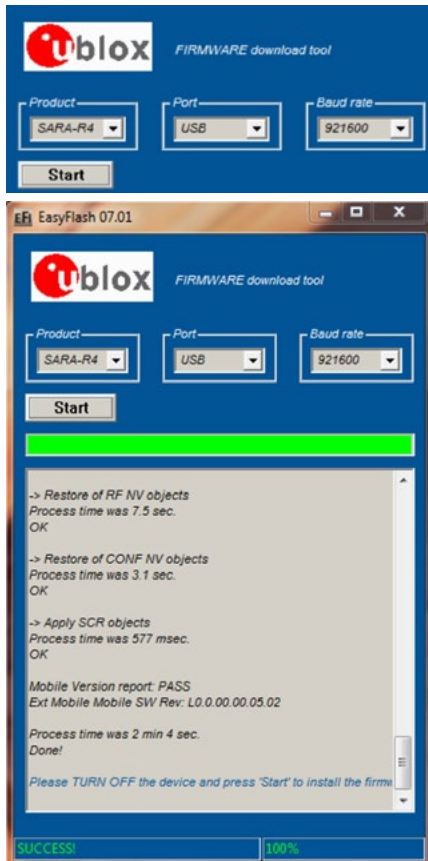 ublox
FIRMWARE download tool
Product
Port
Baud rate
SARA-R4
USB
921600
Start
EFi EasyFlash 07.01
ublox
FIRMWARE download tool
Product
Port
Baud rate
SARA-R4
USB
921600
Start
-> Restore of RF NV objects
Process time was 7.5 sec.
OK
-> Restore of CONF NV objects
Process time was 3.1 sec.
OK
-> Apply SCR objects
Process time was 577 msec.
OK
Mobile Version report: PASS
Ext Mobile Mobile SW Rev: L0.0.00.00.05.02
Process time was 2 min 4 sec.
Done!
Please TURN OFF the device and press 'Start' to install the firmw
SUCCESS!
100%